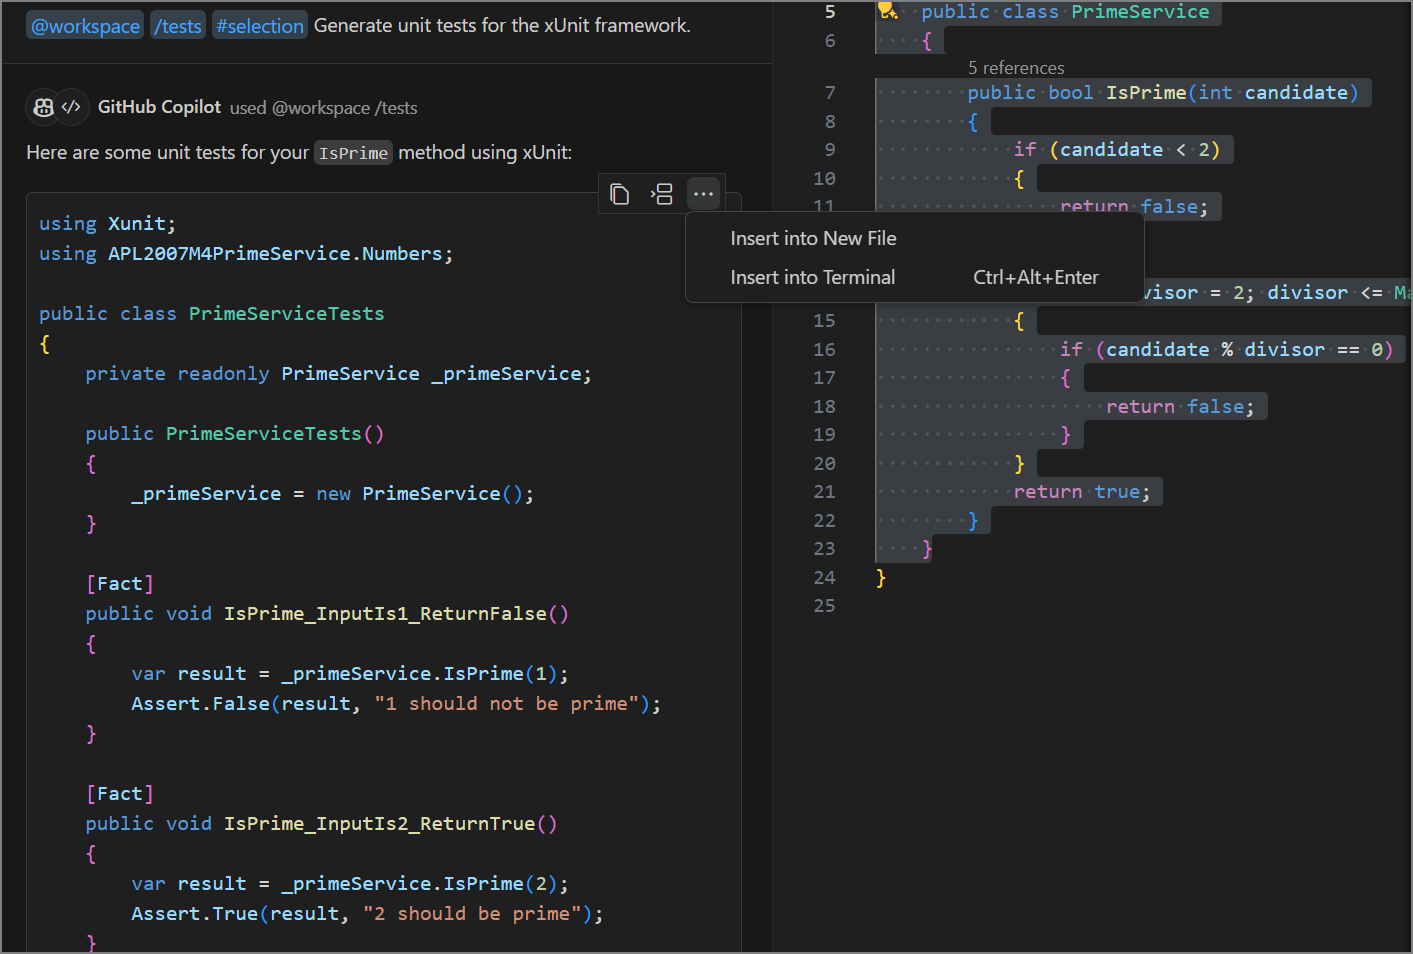 @workspace /tests #selection Generate unit tests for the xUnit framework.
GitHub Copilot used @workspace /tests
Here are some unit tests for your IsPrime method using xUnit:
using Xunit;
using APL2007M4PrimeService.Numbers;
public class PrimeServiceTests
{
private readonly PrimeService _primeService;
public PrimeServiceTests()
{
_primeService = new PrimeService();
}
[Fact]
public void IsPrime_InputIs1_ReturnFalse()
{
var result = _primeService.IsPrime(1);
Assert.False(result, "1 should not be prime");
}
[Fact]
public void IsPrime_InputIs2_ReturnTrue()
{
var result = _primeService.IsPrime(2);
Assert.True(result, "2 should be prime");
}
Insert into New File
Insert into Terminal Ctrl+Alt+Enter
5 public class PrimeService
6 {
5 references
7 public bool IsPrime(int candidate)
8 {
9 if (candidate < 2)
10 {
11 return false;
visor = 2; divisor <= Ma
15 {
16 if (candidate % divisor == 0)
17 {
18 return false;
19 }
20 }
21 return true;
22 }
23 }
24 }
25